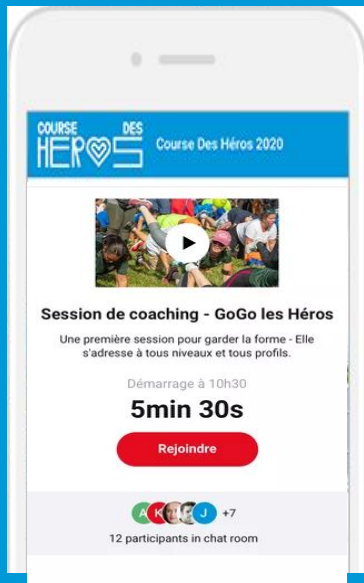 COURSE DES
HEROS
Course Des Héros 2020
Session de coaching - GoGo les Héros
Une première session pour garder la forme - Elle
s'adresse à tous niveaux et tous profils.
Démarrage à 10h30
5min 30s
Rejoindre
A K J +7
12 participants in chat room